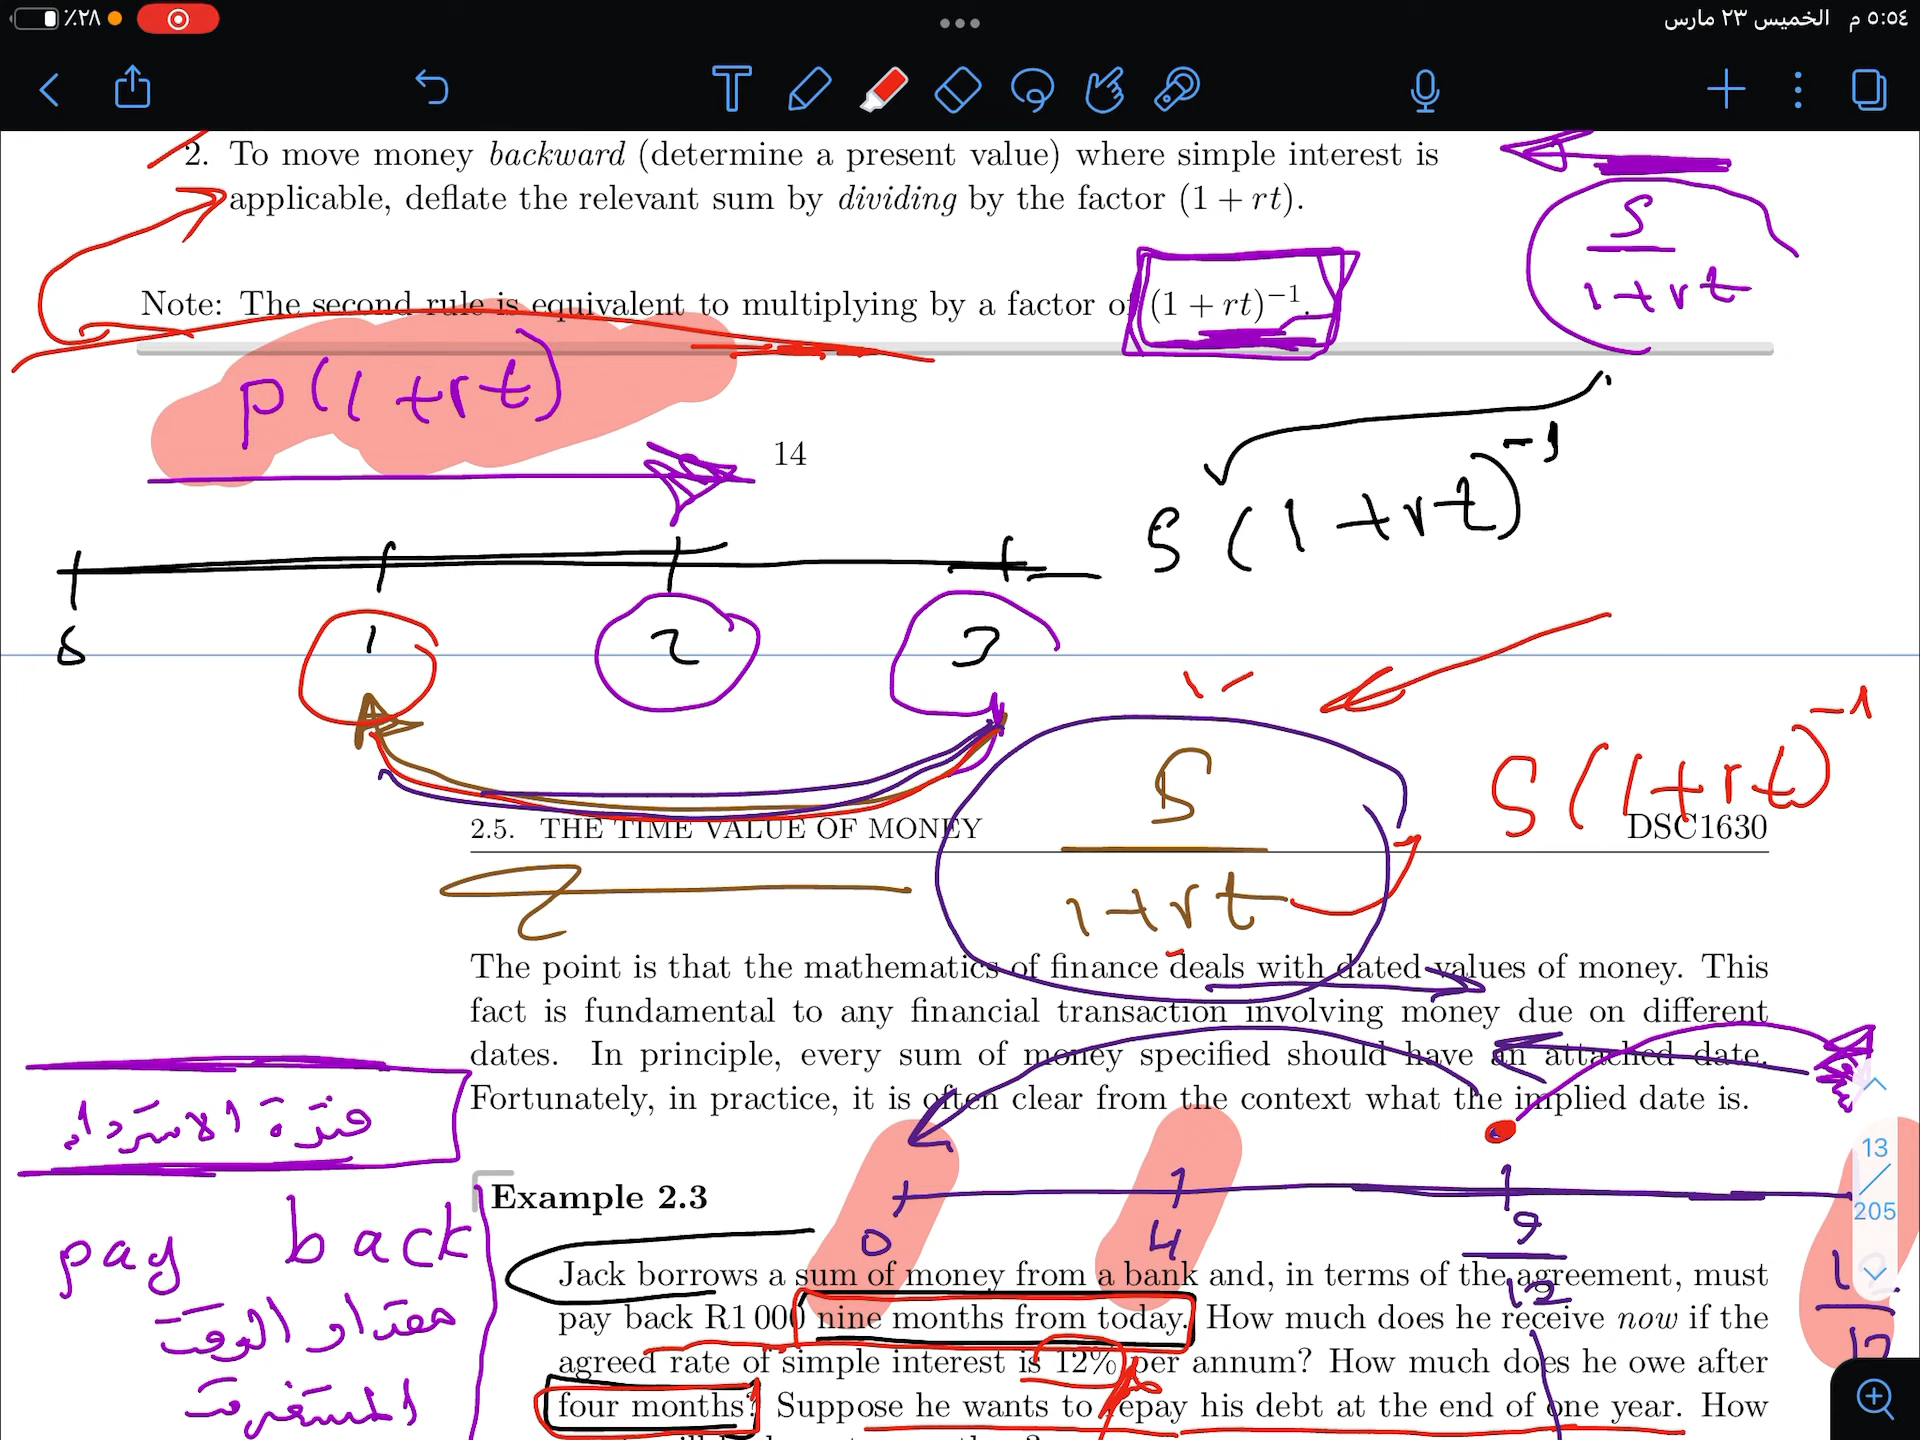 ٪٢٨
٥:٥٤ م الخميس ٢٣ مارس
2. To move money backward (determine a present value) where simple interest is
applicable, deflate the relevant sum by dividing by the factor (1 + rt).
S
1+rt
Note: The second rule is equivalent to multiplying by a factor of (1 + rt)⁻¹.
P(1+rt)
14
S(1+rt)⁻¹
1 2 3
S
1+rt
S(1+rt)⁻¹
2.5. THE TIME VALUE OF MONEY DSC1630
The point is that the mathematics of finance deals with dated values of money. This
fact is fundamental to any financial transaction involving money due on different
dates. In principle, every sum of money specified should have an attached date.
Fortunately, in practice, it is often clear from the context what the implied date is.
فترة الاسترداد
13
205
Example 2.3
0 4 9
12
pay back
Jack borrows a sum of money from a bank and, in terms of the agreement, must
pay back R1 000 nine months from today. How much does he receive now if the
مقدار الوقت
agreed rate of simple interest is 12% per annum? How much does he owe after
four months? Suppose he wants to repay his debt at the end of one year. How